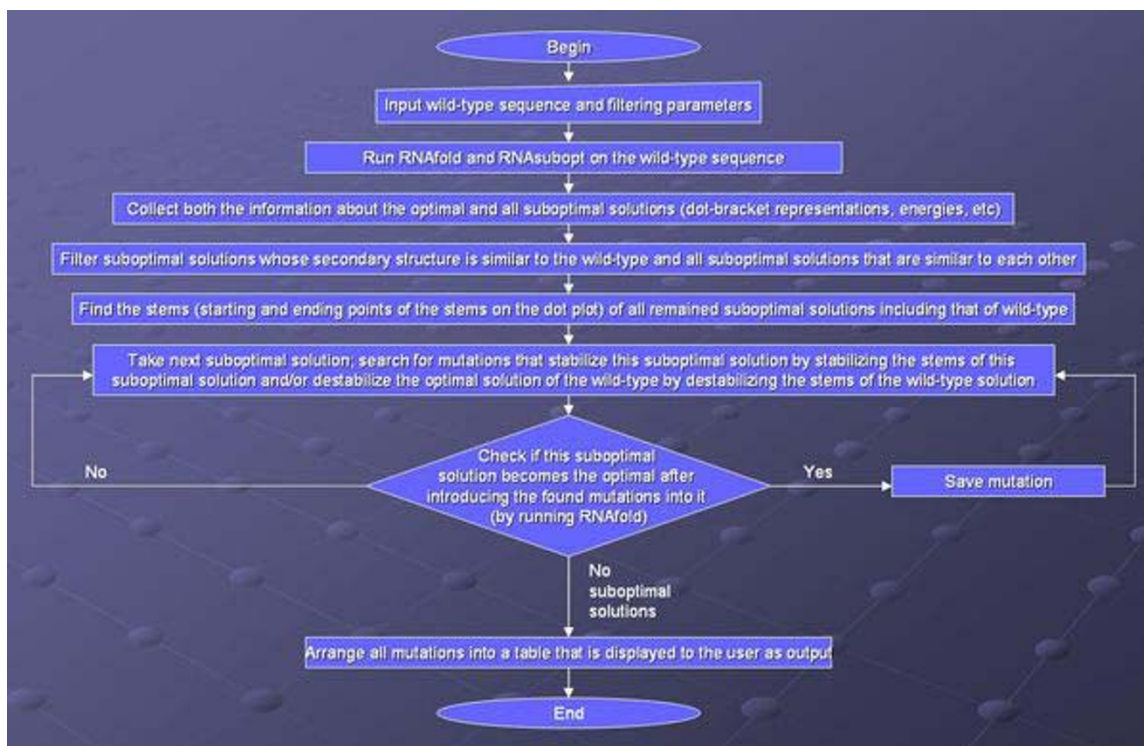 Begin
Input wild-type sequence and filtering parameters
Run RNAfold and RNAsubopt on the wild-type sequence
Collect both the information about the optimal and all suboptimal solutions (dot-bracket representations, energies, etc)
Filter suboptimal solutions whose secondary structure is similar to the wild-type and all suboptimal solutions that are similar to each other
Find the stems (starting and ending points of the stems on the dot plot) of all remained suboptimal solutions including that of wild-type
Take next suboptimal solution; search for mutations that stabilize this suboptimal solution by stabilizing the stems of this
suboptimal solution and/or destabilize the optimal solution of the wild-type by destabilizing the stems of the wild-type solution
Check if this suboptimal
solution becomes the optimal after
introducing the found mutations into it
(by running RNAfold)
No
Yes
Save mutation
No
suboptimal
solutions
Arrange all mutations into a table that is displayed to the user as output
End